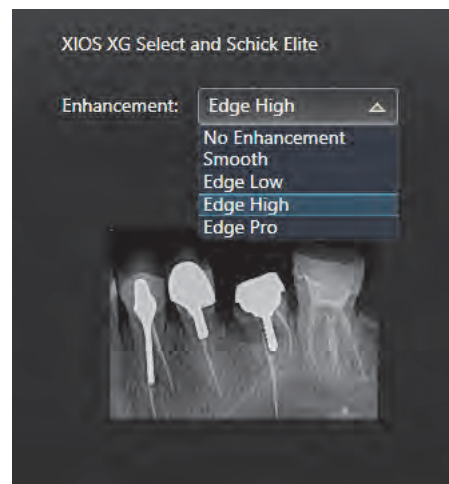 XIOS XG Select and Schick Elite
Enhancement: Edge High
No Enhancement
Smooth
Edge Low
Edge High
Edge Pro